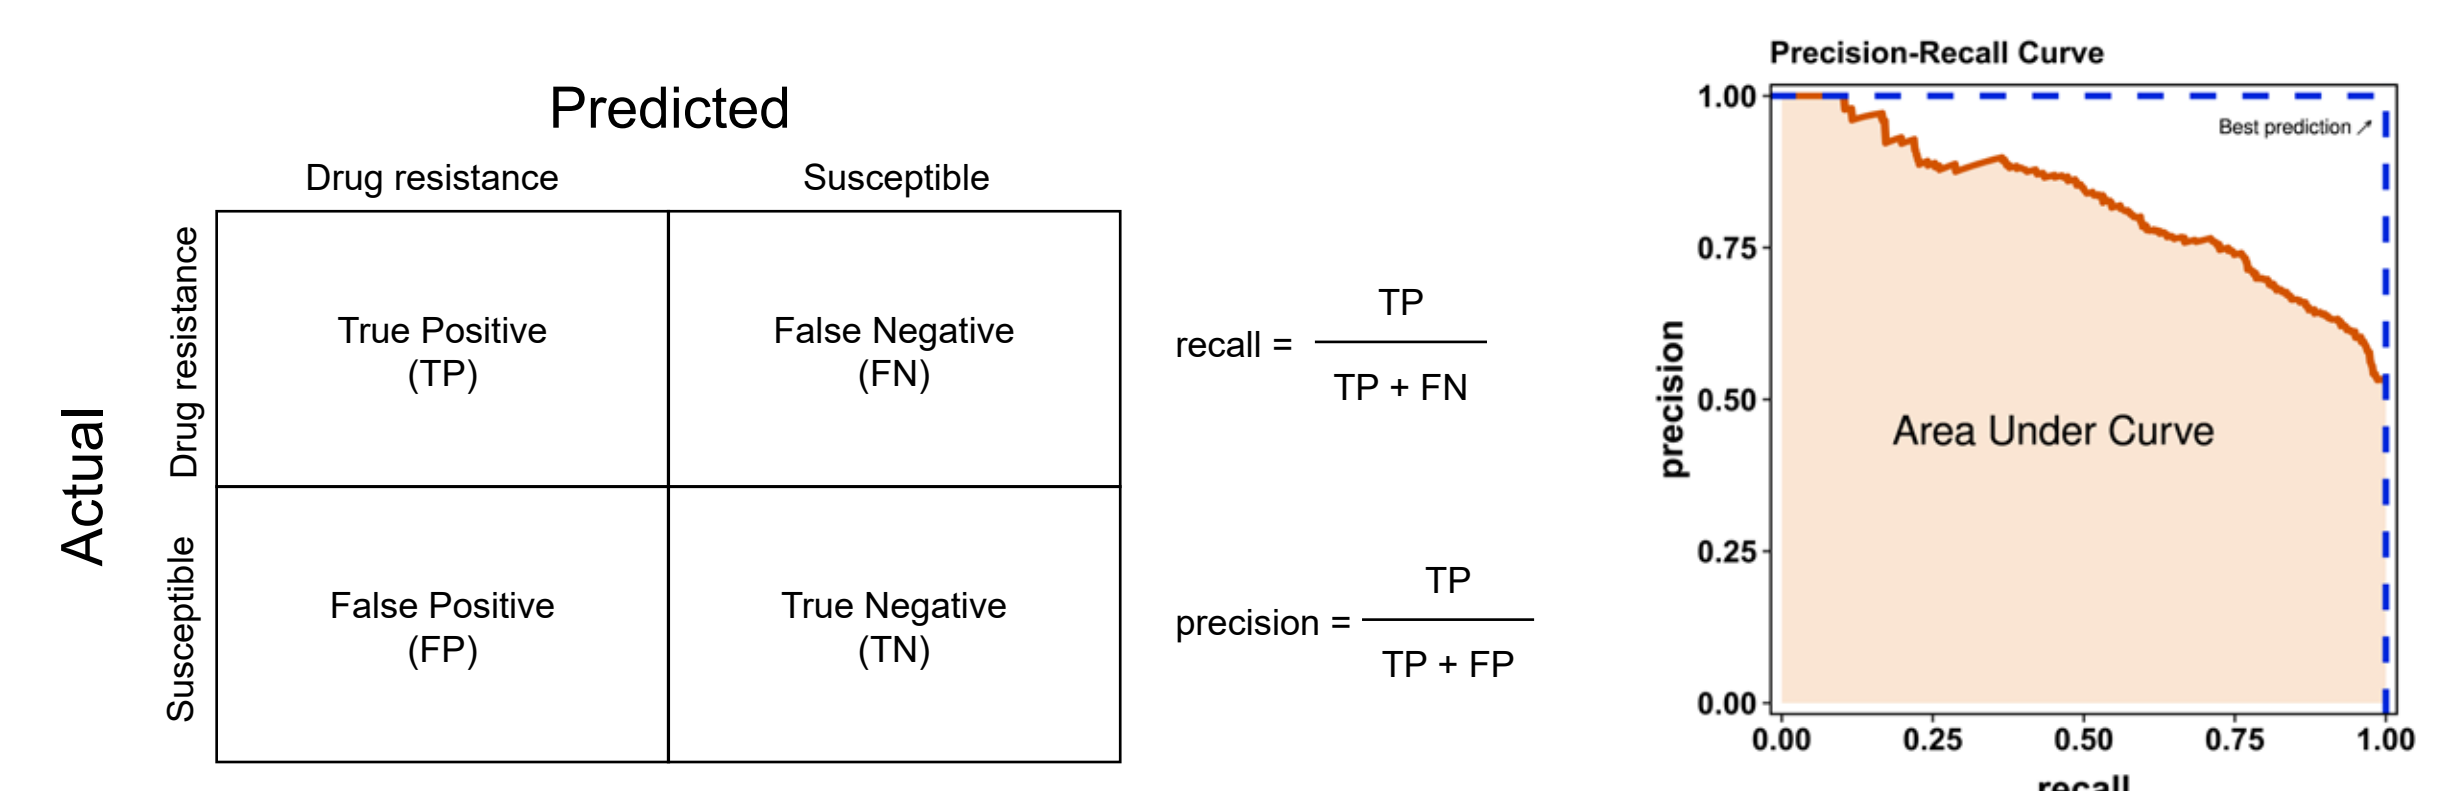 Predicted
Drug resistance
Susceptible
Actual
Drug resistance
True Positive
(TP)
False Negative
(FN)
Susceptible
False Positive
(FP)
True Negative
(TN)
recall =
TP
TP + FN
precision =
TP
TP + FP
Precision-Recall Curve
1.00
Best prediction ↗
0.75
precision
0.50
Area Under Curve
0.25
0.00
0.00 0.25 0.50 0.75 1.00
recall